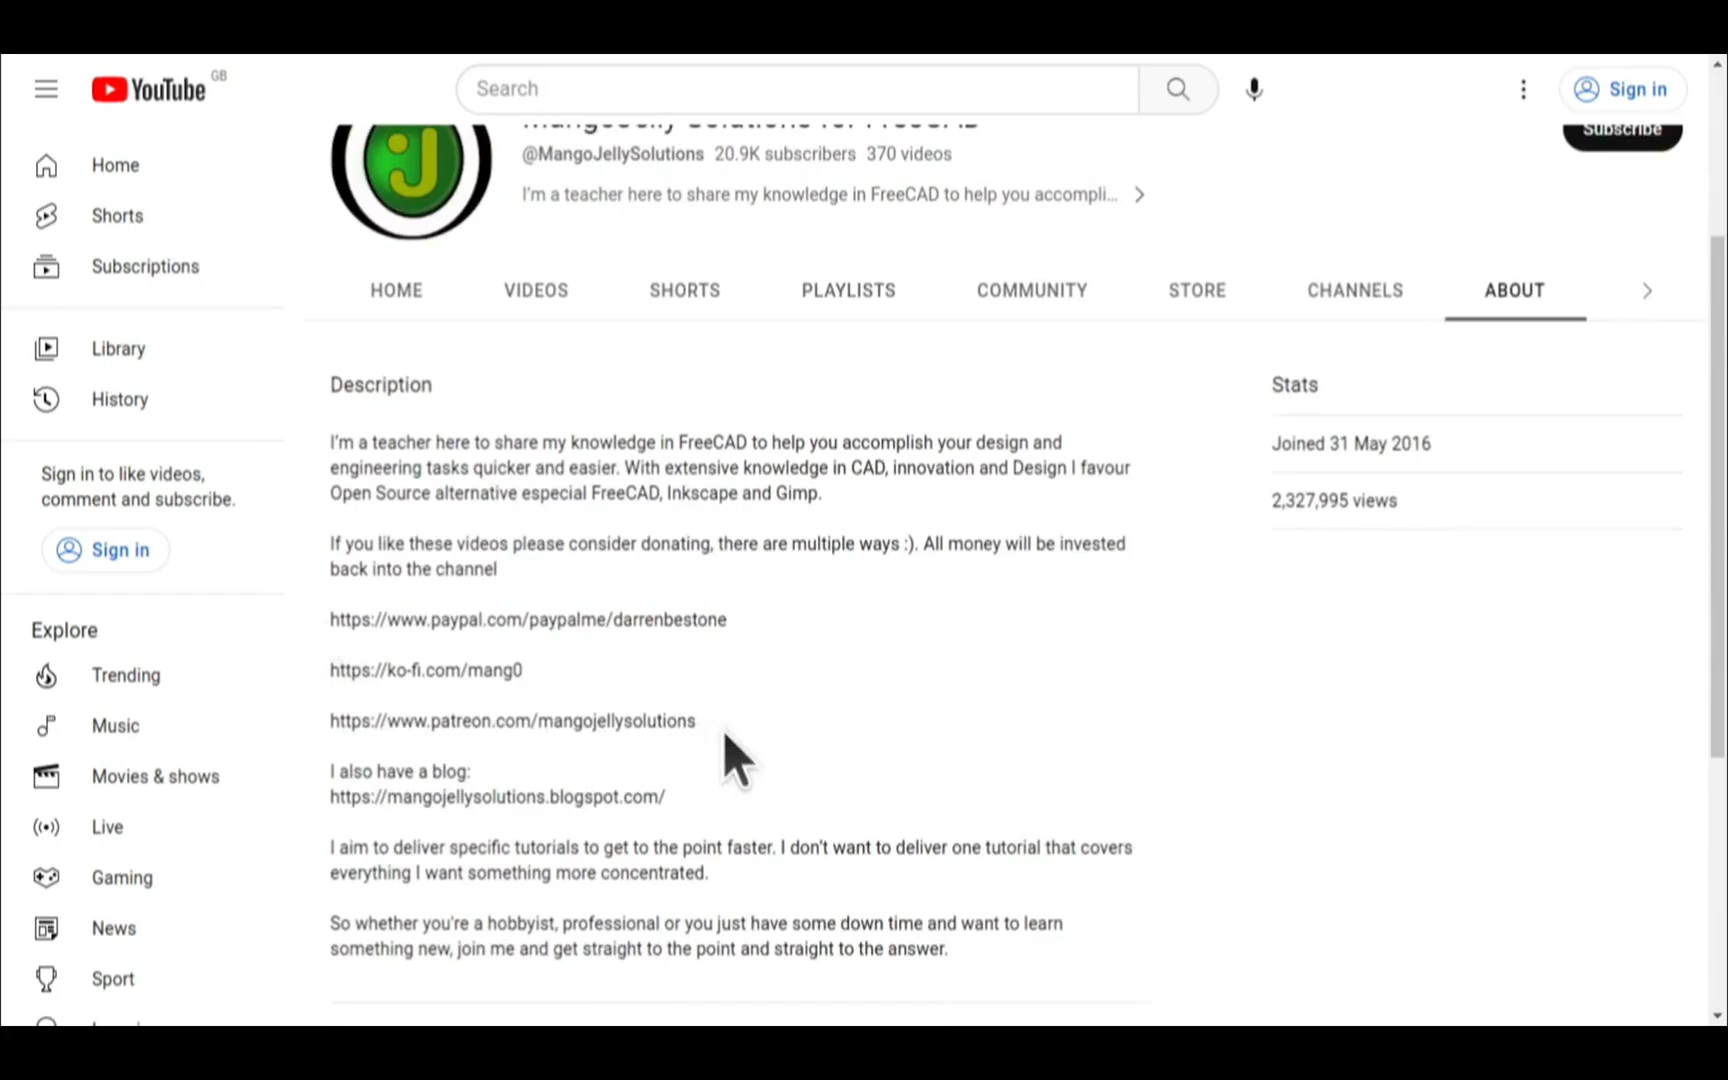 YouTube GB
Search
Sign in
MangoJelly Solutions for FreeCAD
Subscribe
@MangoJellySolutions 20.9K subscribers 370 videos
I'm a teacher here to share my knowledge in FreeCAD to help you accompli...
HOME VIDEOS SHORTS PLAYLISTS COMMUNITY STORE CHANNELS ABOUT
Home
Shorts
Subscriptions
Library
History
Sign in to like videos,
comment and subscribe.
Sign in
Explore
Trending
Music
Movies & shows
Live
Gaming
News
Sport
Description
I'm a teacher here to share my knowledge in FreeCAD to help you accomplish your design and
engineering tasks quicker and easier. With extensive knowledge in CAD, innovation and Design I favour
Open Source alternative especial FreeCAD, Inkscape and Gimp.
If you like these videos please consider donating, there are multiple ways :). All money will be invested
back into the channel
https://www.paypal.com/paypalme/darrenbestone
https://ko-fi.com/mang0
https://www.patreon.com/mangojellysolutions
I also have a blog:
https://mangojellysolutions.blogspot.com/
I aim to deliver specific tutorials to get to the point faster. I don't want to deliver one tutorial that covers
everything I want something more concentrated.
So whether you're a hobbyist, professional or you just have some down time and want to learn
something new, join me and get straight to the point and straight to the answer.
Stats
Joined 31 May 2016
2,327,995 views